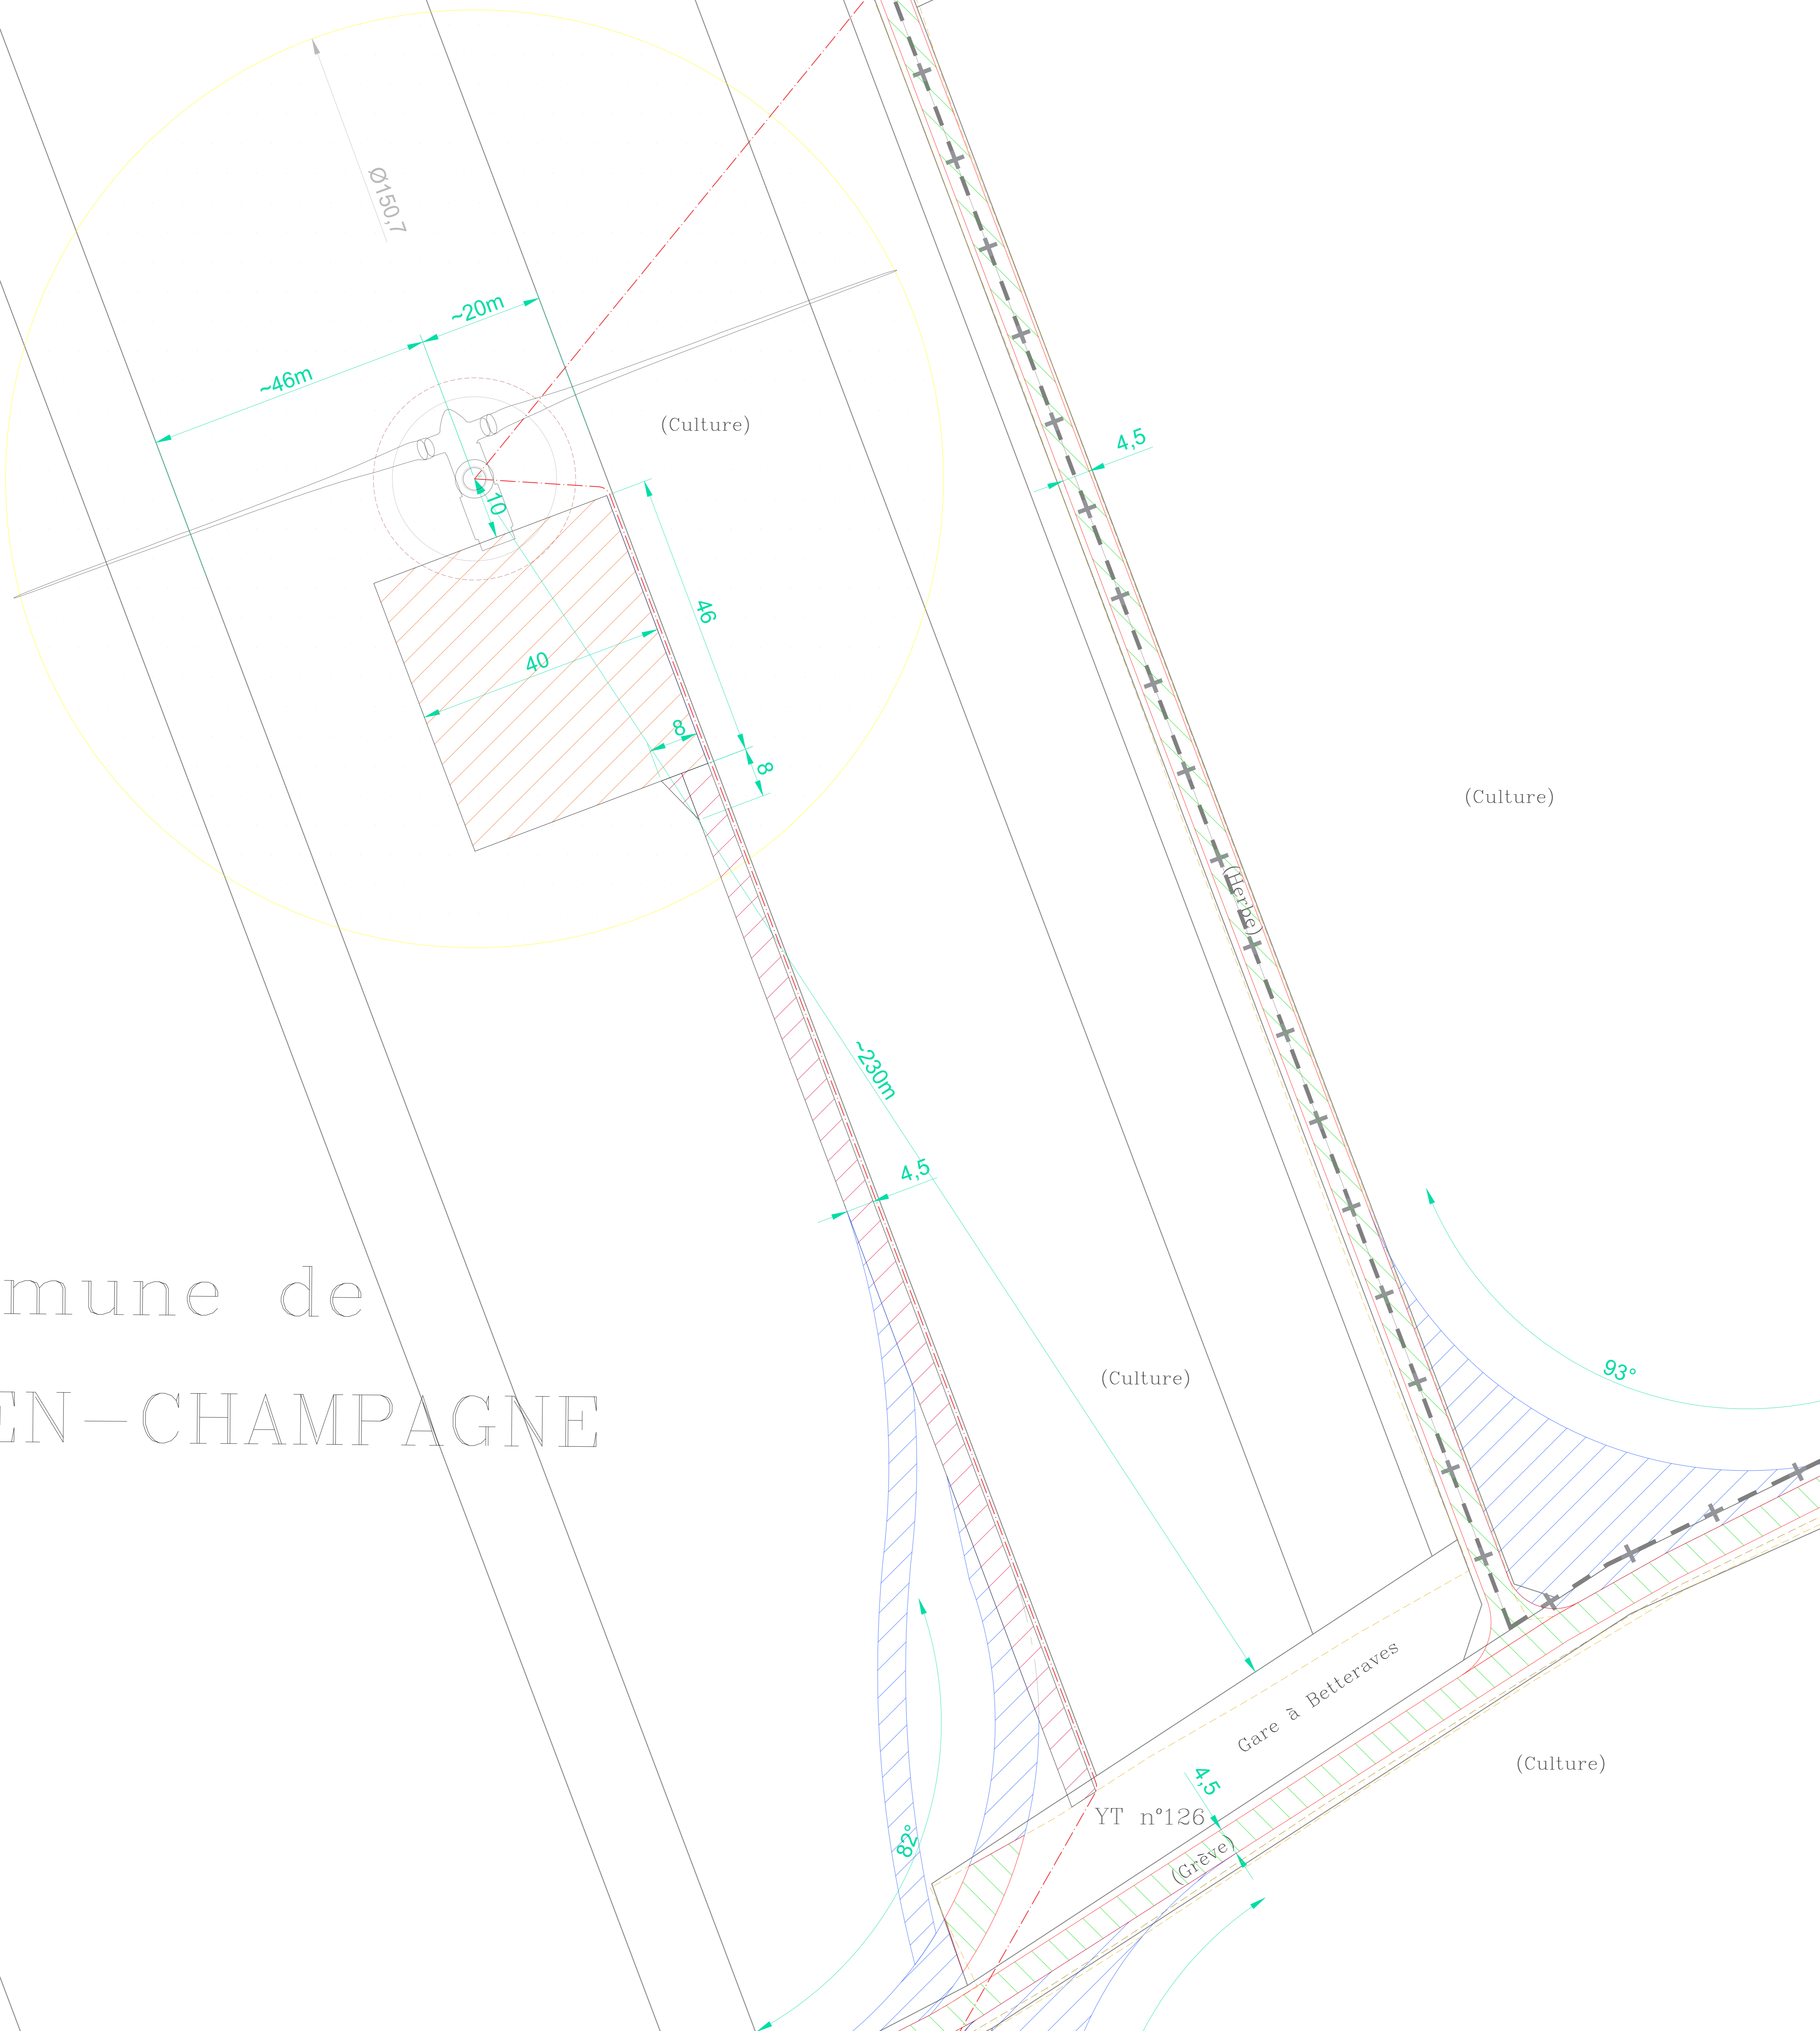 Ø150,7
~20m
~46m
(Culture)
4,5
10
46
40
8
8
(Culture)
(Herbe)
~230m
4,5
mune de
EN-CHAMPAGNE
(Culture)
93°
Gare à Betteraves
(Culture)
4,5
YT n°126
(Grève)
82°